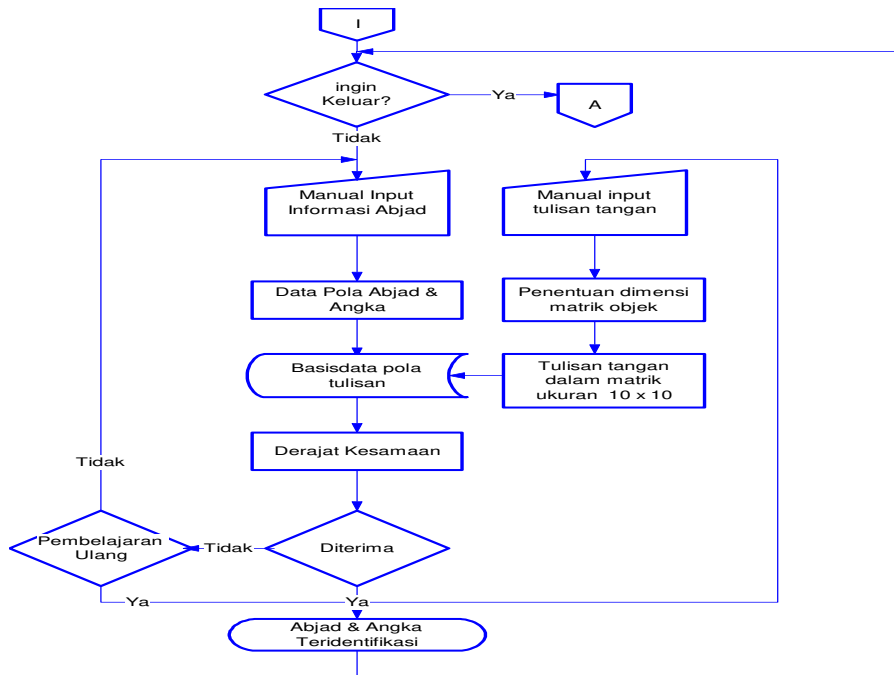 I
ingin
Keluar?
Ya
A
Tidak
Manual Input
Informasi Abjad
Manual input
tulisan tangan
Data Pola Abjad &
Angka
Penentuan dimensi
matrik objek
Basisdata pola
tulisan
Tulisan tangan
dalam matrik
ukuran 10 x 10
Derajat Kesamaan
Tidak
Pembelajaran
Ulang
Tidak
Diterima
Ya
Ya
Abjad & Angka
Teridentifikasi